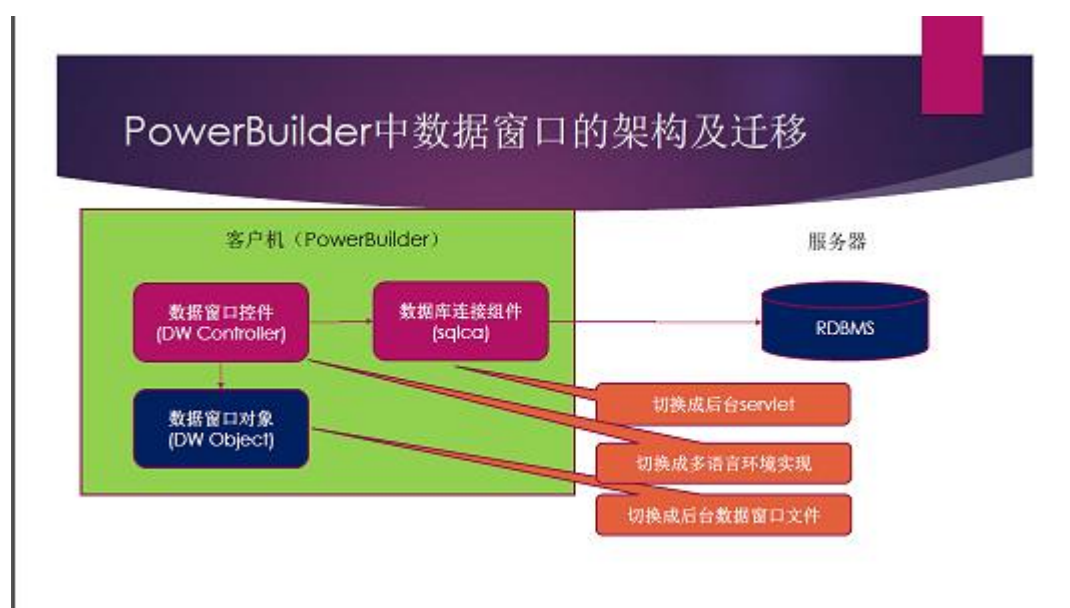 PowerBuilder中数据窗口的架构及迁移
客户机（PowerBuilder）
服务器
数据窗口控件
(DW Controller)
数据库连接组件
(sqlca)
RDBMS
数据窗口对象
(DW Object)
切换成后台servlet
切换成多语言环境实现
切换成后台数据窗口文件